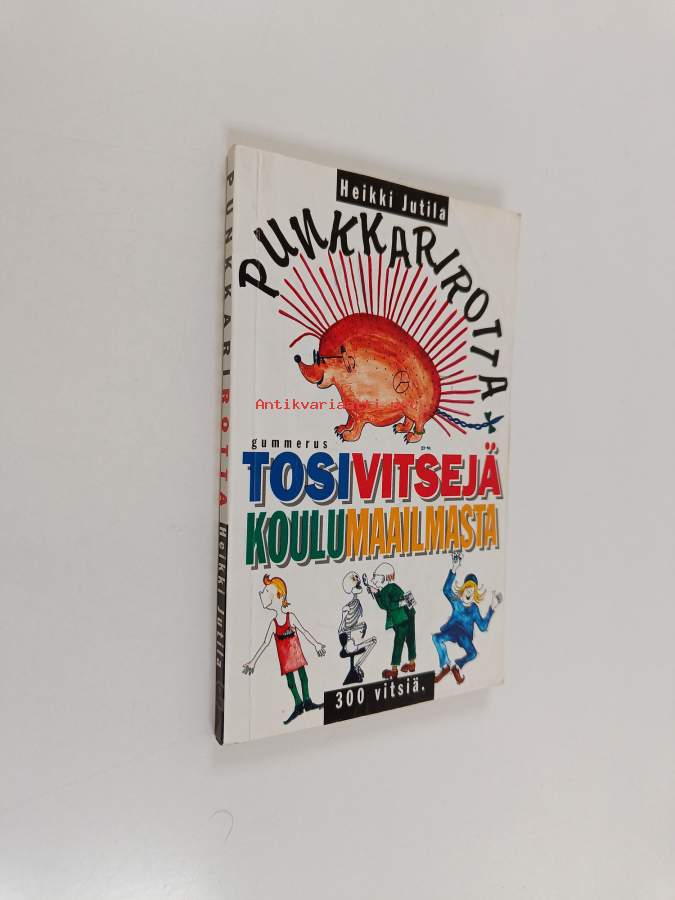 Heikki Jutila
PUNKKARIROTTA
gummerus
TOSIVITSEJÄ
KOULUMAAILMASTA
300 vitsiä.
PUNKKARIROTTA Heikki Jutila